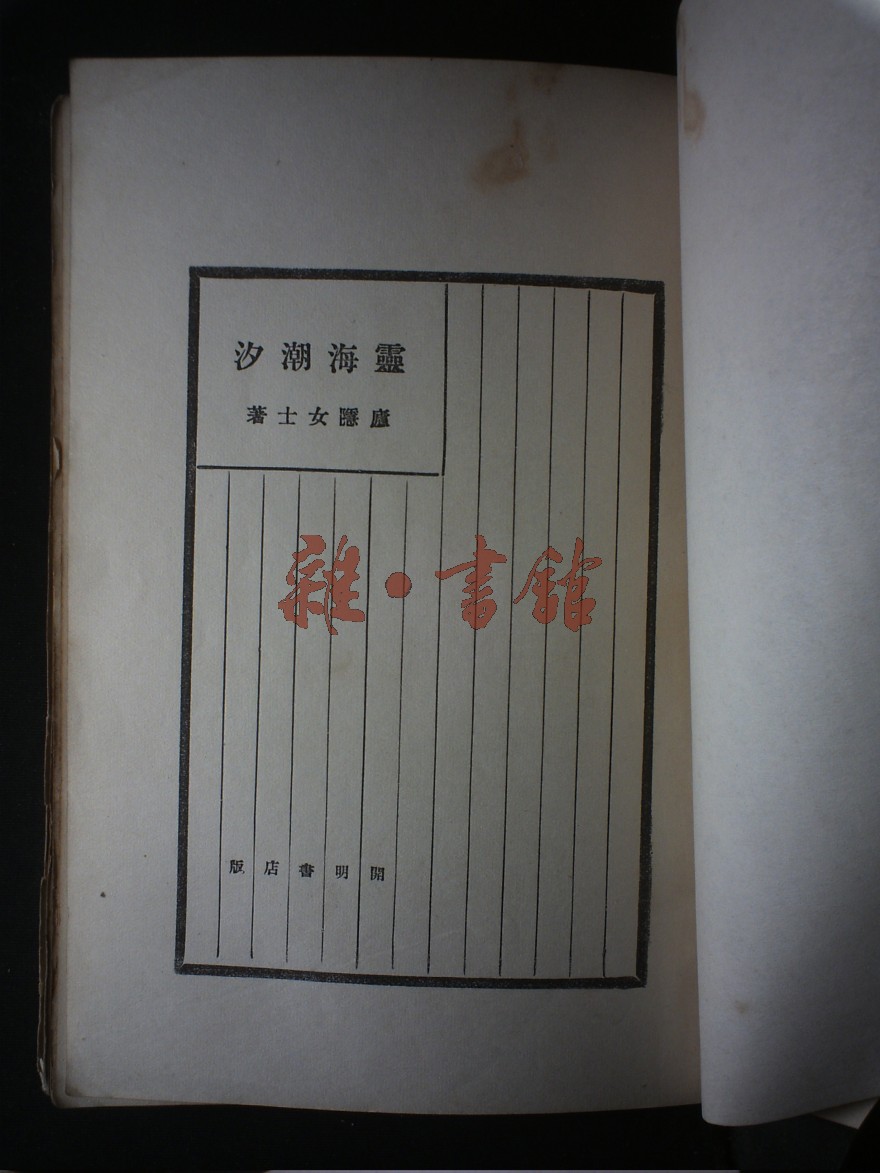 靈海潮汐
廬隱女士著
雜·書館
開明書店版